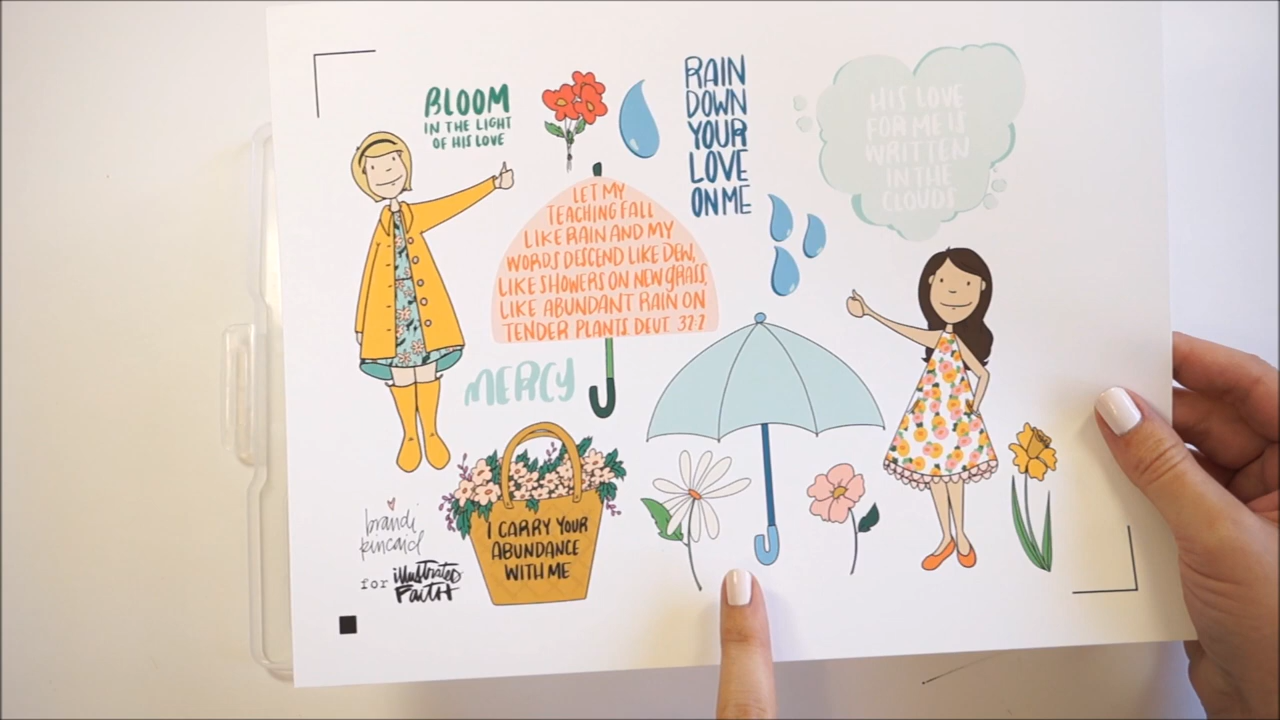 BLOOM
IN THE LIGHT
OF HIS LOVE
RAIN
DOWN
YOUR
LOVE
ON ME
HIS LOVE
FOR ME IS
WRITTEN
IN THE
CLOUDS
LET MY
TEACHING FALL
LIKE RAIN AND MY
WORDS DESCEND LIKE DEW,
LIKE SHOWERS ON NEW GRASS,
LIKE ABUNDANT RAIN ON
TENDER PLANTS. DEUT. 32:2
MERCY
I CARRY YOUR
ABUNDANCE
WITH ME
brandi
kincaid
for illustrated
FAITH